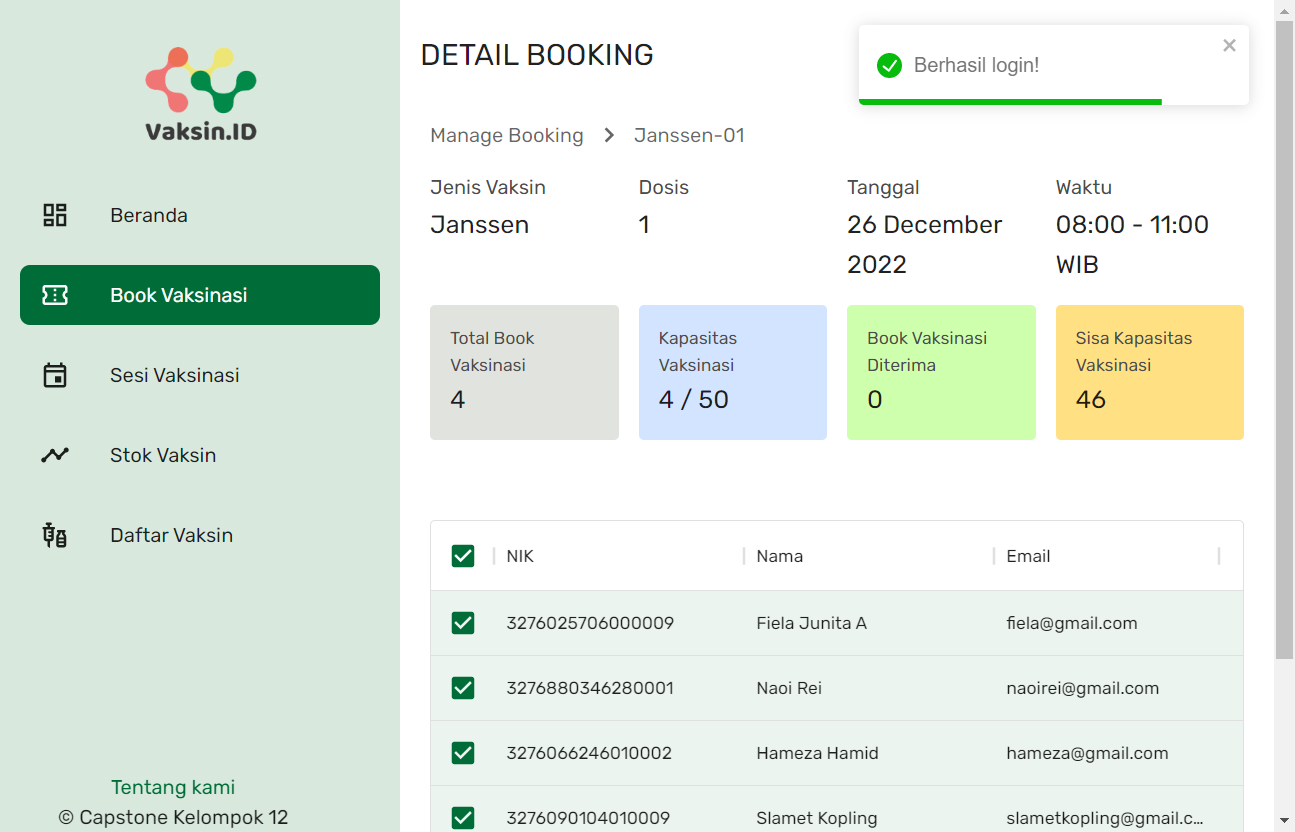 Vaksin.ID
Beranda
Book Vaksinasi
Sesi Vaksinasi
Stok Vaksin
Daftar Vaksin
Tentang kami
© Capstone Kelompok 12
DETAIL BOOKING
Berhasil login!
Manage Booking > Janssen-01
Jenis Vaksin
Janssen
Dosis
1
Tanggal
26 December
2022
Waktu
08:00 - 11:00
WIB
Total Book
Vaksinasi
4
Kapasitas
Vaksinasi
4 / 50
Book Vaksinasi
Diterima
0
Sisa Kapasitas
Vaksinasi
46
NIK Nama Email
3276025706000009 Fiela Junita A fiela@gmail.com
3276880346280001 Naoi Rei naoirei@gmail.com
3276066246010002 Hameza Hamid hameza@gmail.com
3276090104010009 Slamet Kopling slametkopling@gmail.c...